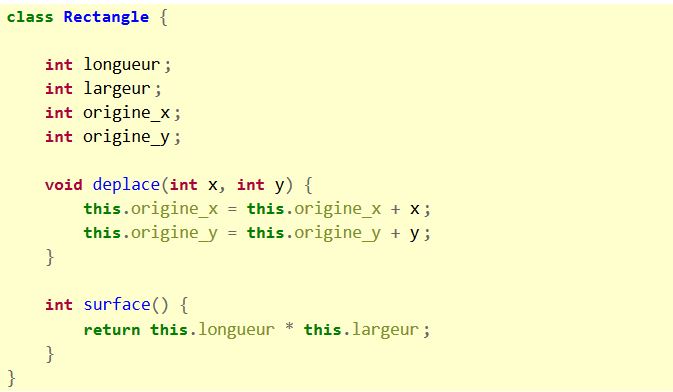 class Rectangle {
int longueur;
int largeur;
int origine_x;
int origine_y;
void deplace(int x, int y) {
this.origine_x = this.origine_x + x;
this.origine_y = this.origine_y + y;
}
int surface() {
return this.longueur * this.largeur;
}
}